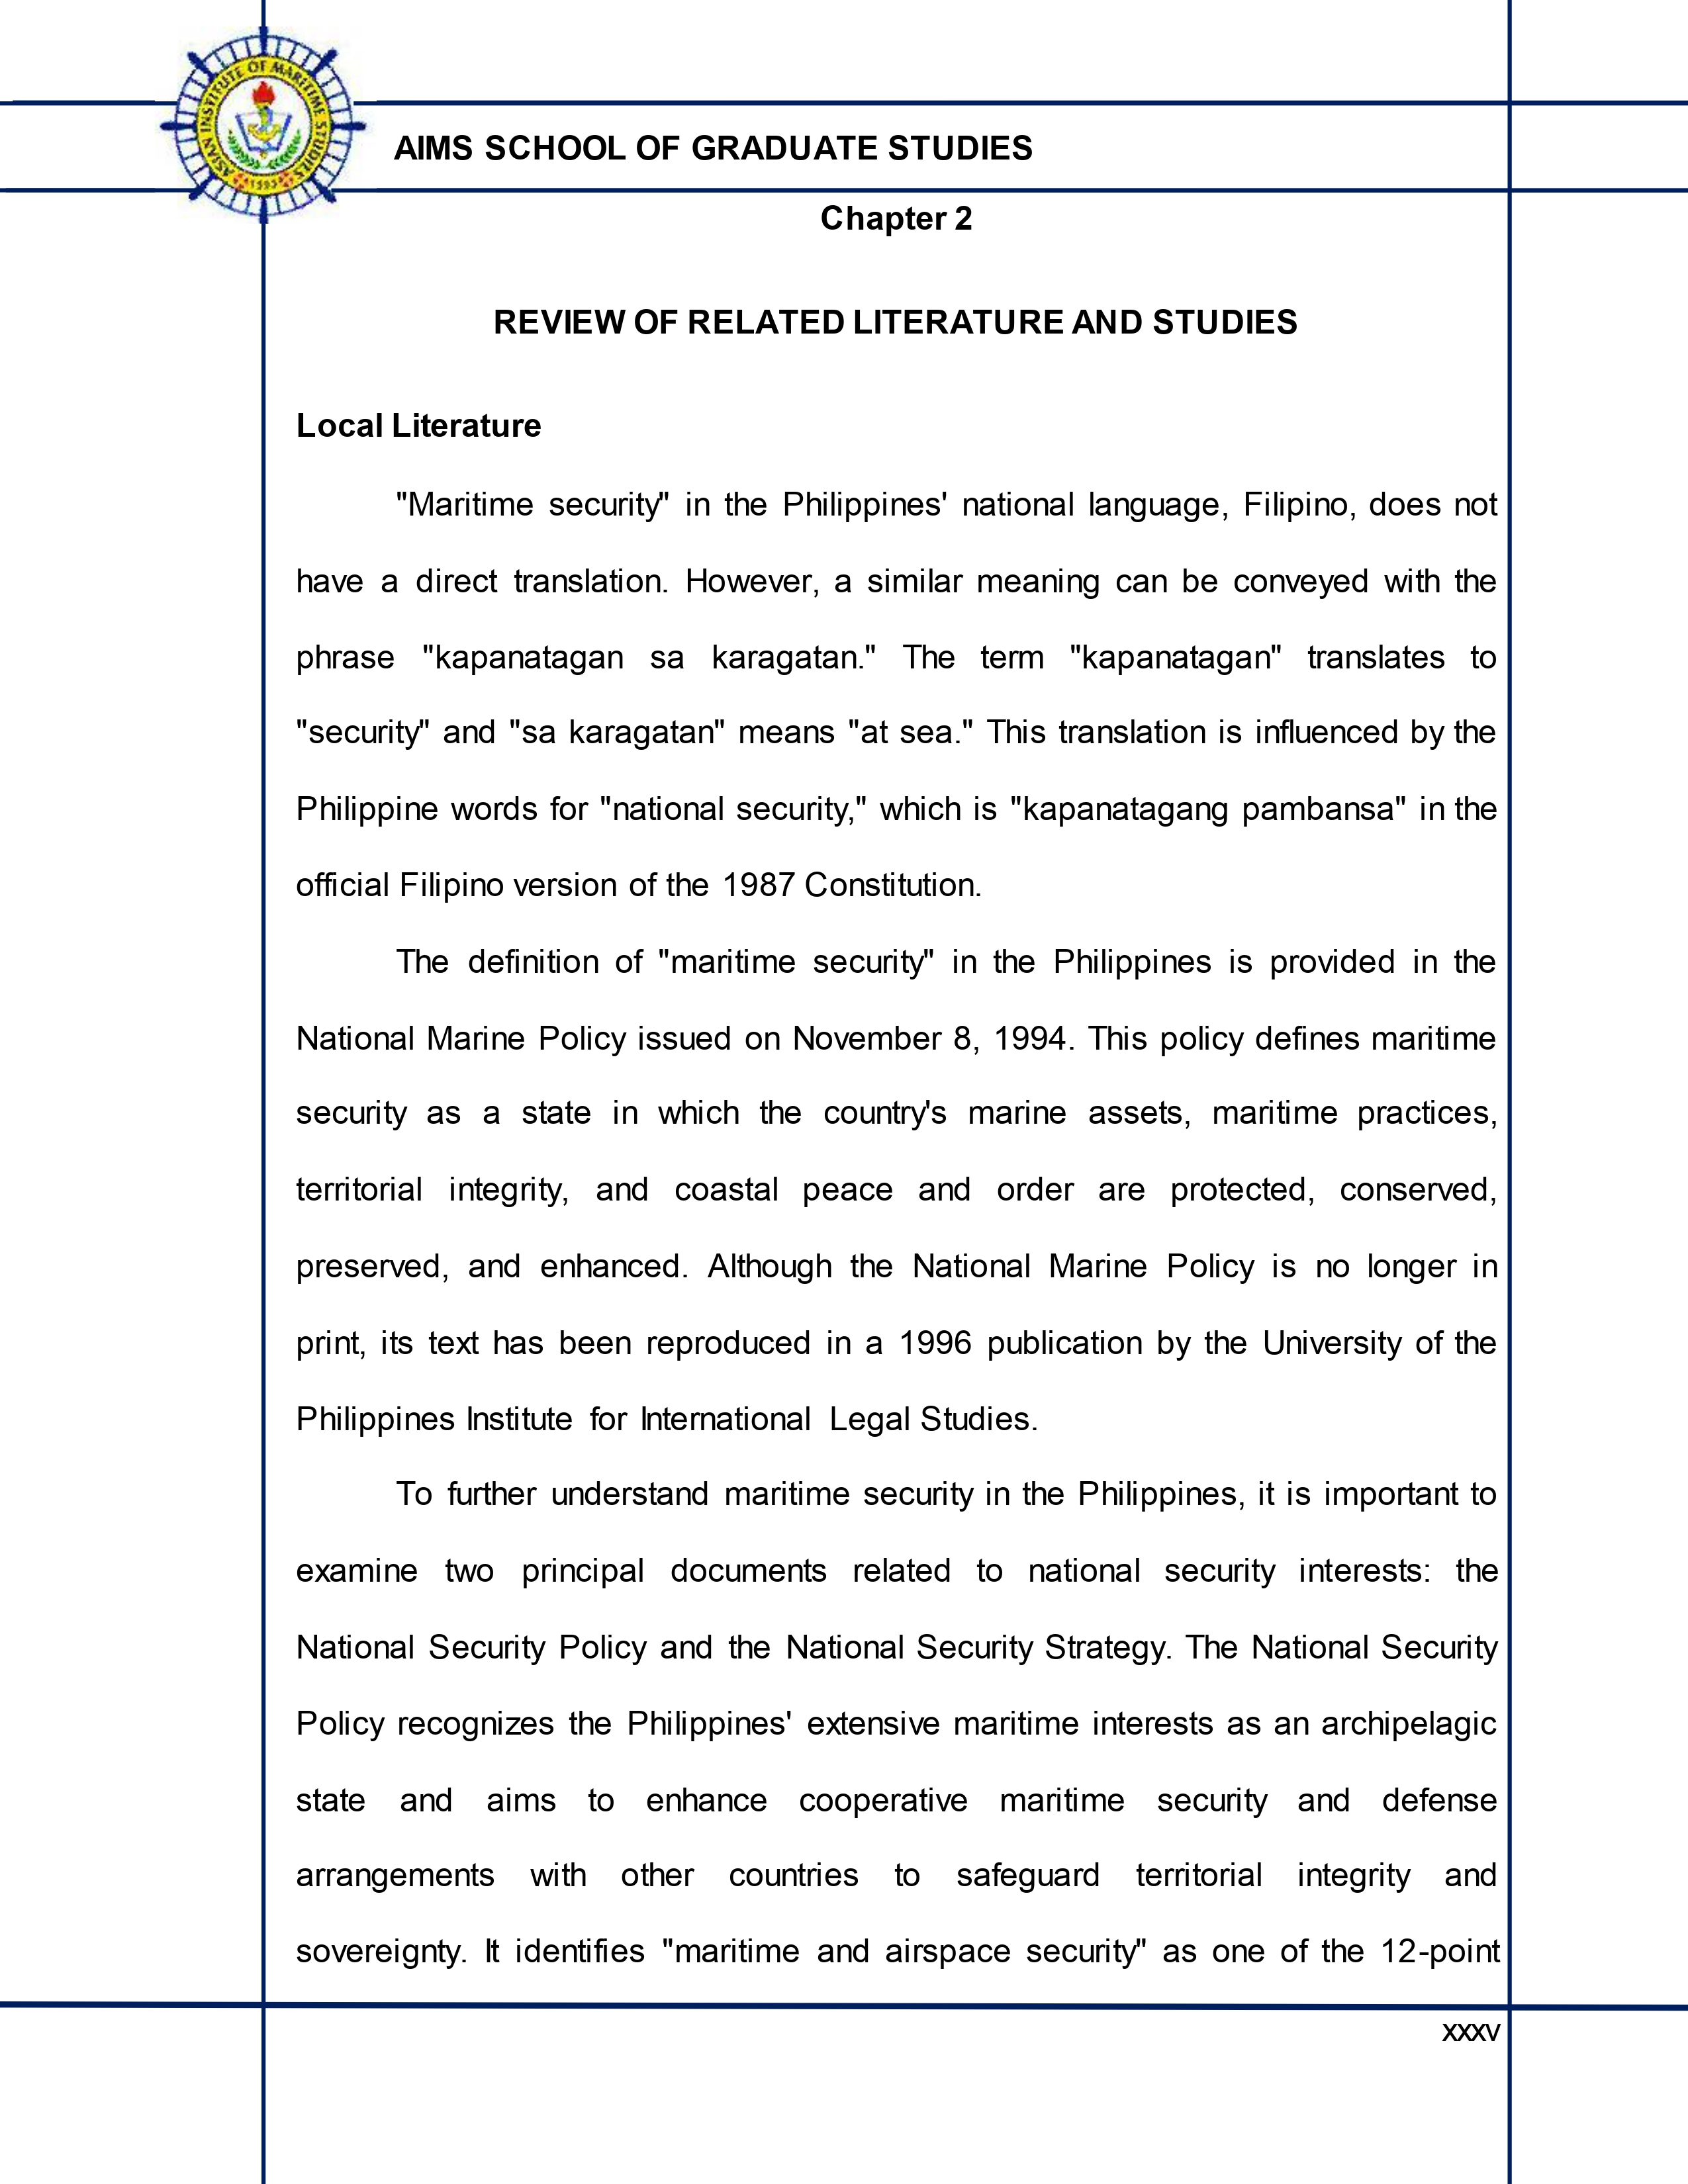 ASIAN INSTITUTE OF MARITIME STUDIES
1993
AIMS SCHOOL OF GRADUATE STUDIES
Chapter 2
REVIEW OF RELATED LITERATURE AND STUDIES
Local Literature
"Maritime security" in the Philippines' national language, Filipino, does not
have a direct translation. However, a similar meaning can be conveyed with the
phrase "kapanatagan sa karagatan." The term "kapanatagan" translates to
"security" and "sa karagatan" means "at sea." This translation is influenced by the
Philippine words for "national security," which is "kapanatagang pambansa" in the
official Filipino version of the 1987 Constitution.
The definition of "maritime security" in the Philippines is provided in the
National Marine Policy issued on November 8, 1994. This policy defines maritime
security as a state in which the country's marine assets, maritime practices,
territorial integrity, and coastal peace and order are protected, conserved,
preserved, and enhanced. Although the National Marine Policy is no longer in
print, its text has been reproduced in a 1996 publication by the University of the
Philippines Institute for International Legal Studies.
To further understand maritime security in the Philippines, it is important to
examine two principal documents related to national security interests: the
National Security Policy and the National Security Strategy. The National Security
Policy recognizes the Philippines' extensive maritime interests as an archipelagic
state and aims to enhance cooperative maritime security and defense
arrangements with other countries to safeguard territorial integrity and
sovereignty. It identifies "maritime and airspace security" as one of the 12-point
xxxv